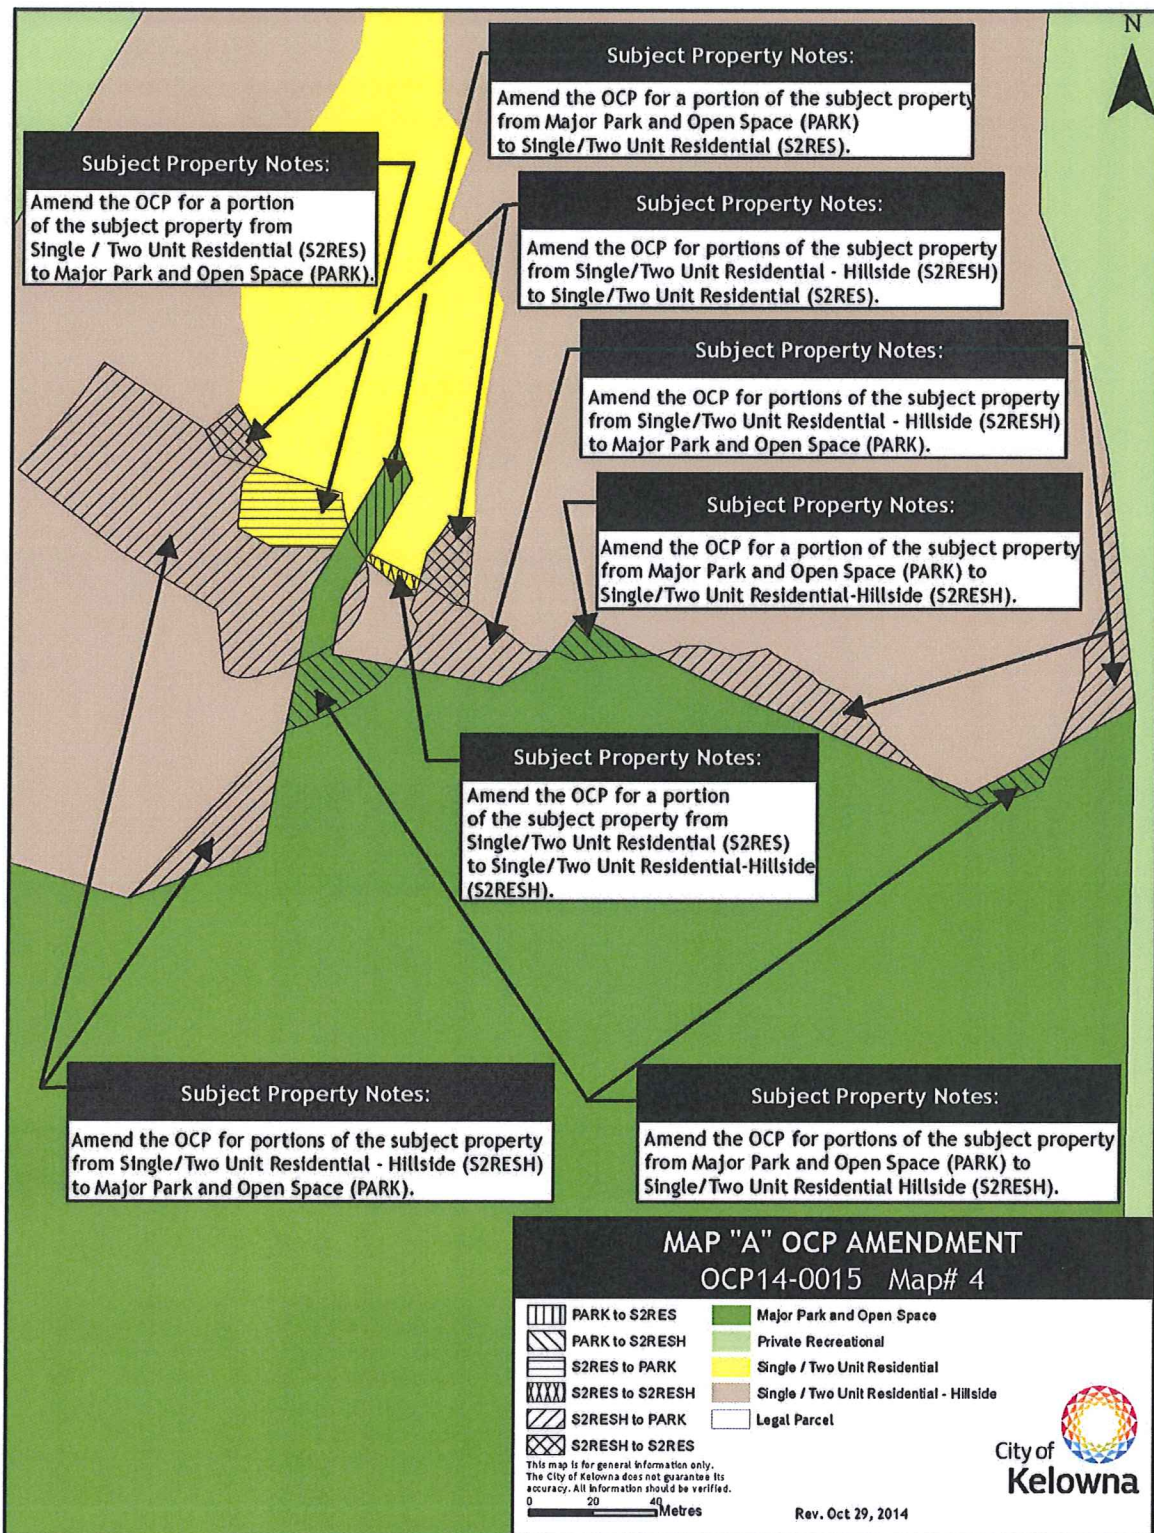 N
Subject Property Notes:
Amend the OCP for a portion of the subject property
from Major Park and Open Space (PARK)
to Single/Two Unit Residential (S2RES).
Subject Property Notes:
Amend the OCP for a portion
of the subject property from
Single / Two Unit Residential (S2RES)
to Major Park and Open Space (PARK).
Subject Property Notes:
Amend the OCP for portions of the subject property
from Single/Two Unit Residential - Hillside (S2RESH)
to Single/Two Unit Residential (S2RES).
Subject Property Notes:
Amend the OCP for portions of the subject property
from Single/Two Unit Residential - Hillside (S2RESH)
to Major Park and Open Space (PARK).
Subject Property Notes:
Amend the OCP for a portion of the subject property
from Major Park and Open Space (PARK) to
Single/Two Unit Residential-Hillside (S2RESH).
Subject Property Notes:
Amend the OCP for a portion
of the subject property from
Single/Two Unit Residential (S2RES)
to Single/Two Unit Residential-Hillside
(S2RESH).
Subject Property Notes:
Amend the OCP for portions of the subject property
from Single/Two Unit Residential - Hillside (S2RESH)
to Major Park and Open Space (PARK).
Subject Property Notes:
Amend the OCP for portions of the subject property
from Major Park and Open Space (PARK) to
Single/Two Unit Residential Hillside (S2RESH).
MAP "A" OCP AMENDMENT
OCP14-0015 Map# 4
PARK to S2RES
PARK to S2RESH
S2RES to PARK
S2RES to S2RESH
S2RESH to PARK
S2RESH to S2RES
Major Park and Open Space
Private Recreational
Single / Two Unit Residential
Single / Two Unit Residential - Hillside
Legal Parcel
This map is for general information only.
The City of Kelowna does not guarantee its
accuracy. All information should be verified.
0 20 40
Metres
Rev. Oct 29, 2014
City of
Kelowna